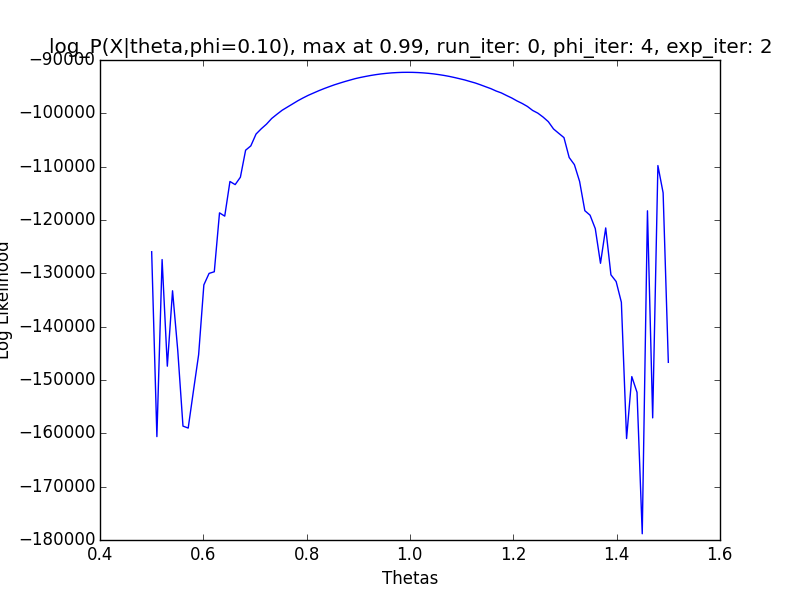 log_P(X|theta,phi=0.10), max at 0.99, run_iter: 0, phi_iter: 4, exp_iter: 2
−90000
−100000
−110000
−120000
−130000
−140000
−150000
−160000
−170000
−180000
Log Likelihood
0.4 0.6 0.8 1.0 1.2 1.4 1.6
Thetas